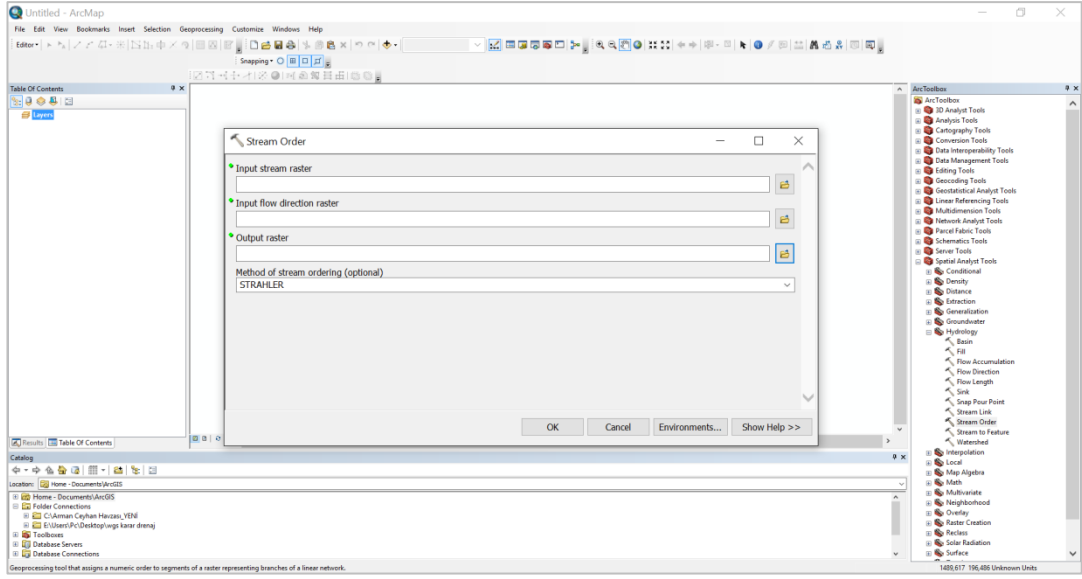 Untitled - ArcMap
File Edit View Bookmarks Insert Selection Geoprocessing Customize Windows Help
Editor
Snapping
Table Of Contents
Layers
Stream Order
Input stream raster
Input flow direction raster
Output raster
Method of stream ordering (optional)
STRAHLER
OK Cancel Environments... Show Help >>
Results Table Of Contents
ArcToolbox
ArcToolbox
3D Analyst Tools
Analysis Tools
Cartography Tools
Conversion Tools
Data Interoperability Tools
Data Management Tools
Editing Tools
Geocoding Tools
Geostatistical Analyst Tools
Linear Referencing Tools
Multidimension Tools
Network Analyst Tools
Parcel Fabric Tools
Schematics Tools
Server Tools
Spatial Analyst Tools
Conditional
Density
Distance
Extraction
Generalization
Groundwater
Hydrology
Basin
Fill
Flow Accumulation
Flow Direction
Flow Length
Sink
Snap Pour Point
Stream Link
Stream Order
Stream to Feature
Watershed
Interpolation
Local
Map Algebra
Math
Multivariate
Neighborhood
Overlay
Raster Creation
Reclass
Solar Radiation
Surface
Catalog
Location: Home - Documents\ArcGIS
Home - Documents\ArcGIS
Folder Connections
C:\Arman Ceyhan Havzası_YENİ
E:\Users\Pc\Desktop\wgs karar drenaj
Toolboxes
Database Servers
Database Connections
Geoprocessing tool that assigns a numeric order to segments of a raster representing branches of a linear network.
1489,617 196,486 Unknown Units